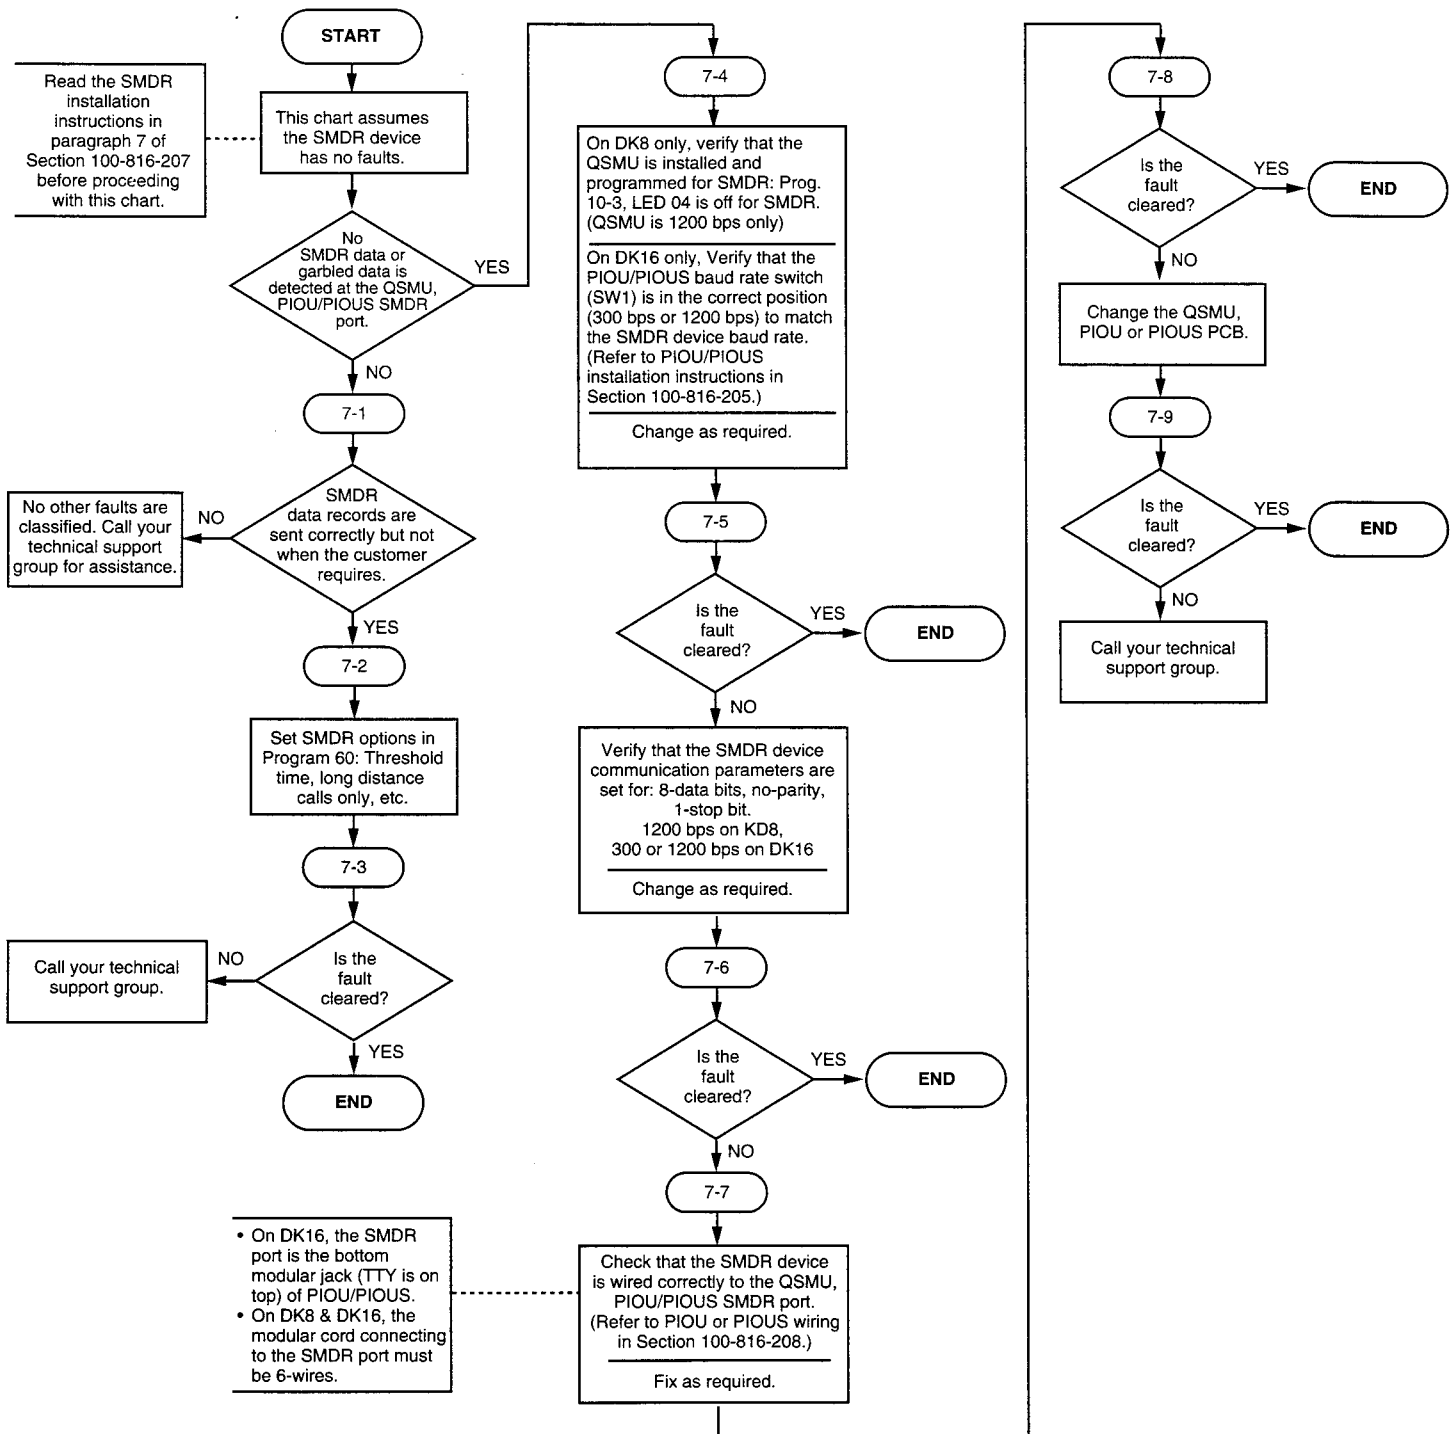 START
Read the SMDR
installation
instructions in
paragraph 7 of
Section 100-816-207
before proceeding
with this chart.
This chart assumes
the SMDR device
has no faults.
No
SMDR data or
garbled data is
detected at the QSMU,
PIOU/PIOUS SMDR
port.
YES
NO
7-1
SMDR
data records are
sent correctly but not
when the customer
requires.
NO
No other faults are
classified. Call your
technical support
group for assistance.
YES
7-2
Set SMDR options in
Program 60: Threshold
time, long distance
calls only, etc.
7-3
Is the
fault
cleared?
NO
Call your technical
support group.
YES
END
7-4
On DK8 only, verify that the
QSMU is installed and
programmed for SMDR: Prog.
10-3, LED 04 is off for SMDR.
(QSMU is 1200 bps only)
On DK16 only, Verify that the
PIOU/PIOUS baud rate switch
(SW1) is in the correct position
(300 bps or 1200 bps) to match
the SMDR device baud rate.
(Refer to PIOU/PIOUS
installation instructions in
Section 100-816-205.)
Change as required.
7-5
Is the
fault
cleared?
YES
END
NO
Verify that the SMDR device
communication parameters are
set for: 8-data bits, no-parity,
1-stop bit.
1200 bps on KD8,
300 or 1200 bps on DK16
Change as required.
7-6
Is the
fault
cleared?
YES
END
NO
7-7
• On DK16, the SMDR
port is the bottom
modular jack (TTY is on
top) of PIOU/PIOUS.
• On DK8 & DK16, the
modular cord connecting
to the SMDR port must
be 6-wires.
Check that the SMDR device
is wired correctly to the QSMU,
PIOU/PIOUS SMDR port.
(Refer to PIOU or PIOUS wiring
in Section 100-816-208.)
Fix as required.
7-8
Is the
fault
cleared?
YES
END
NO
Change the QSMU,
PIOU or PIOUS PCB.
7-9
Is the
fault
cleared?
YES
END
NO
Call your technical
support group.